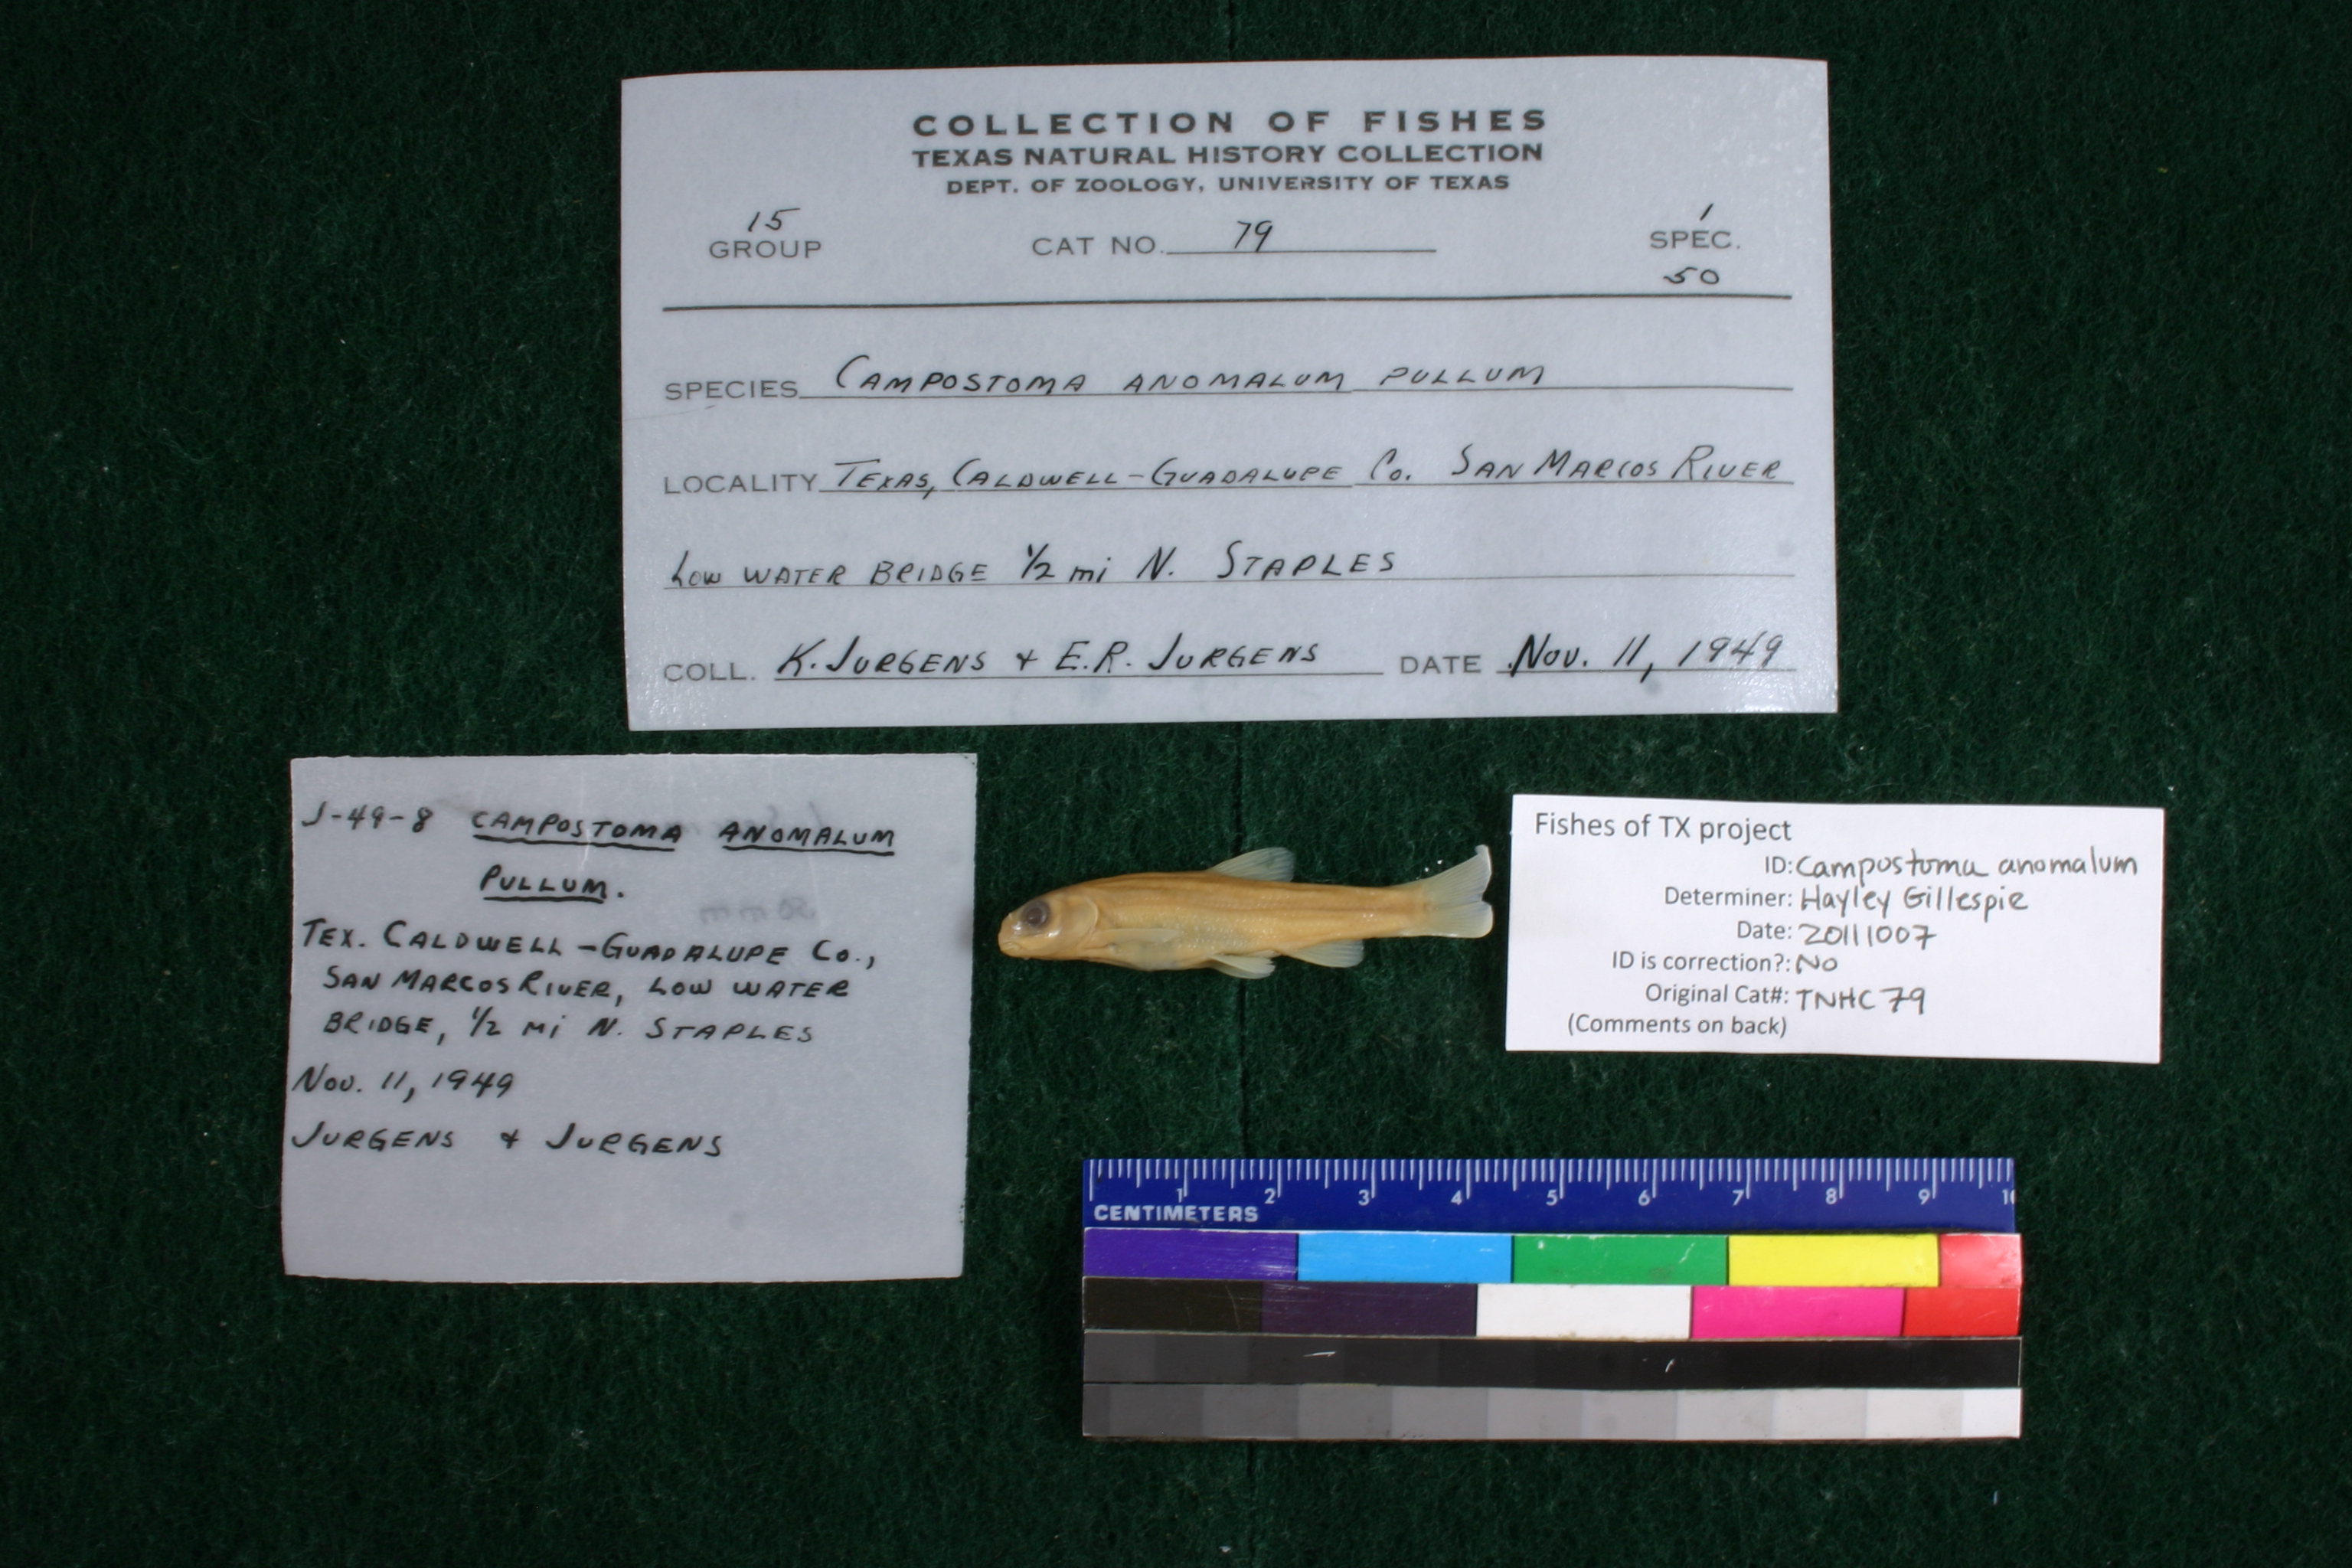 COLLECTION OF FISHES
TEXAS NATURAL HISTORY COLLECTION
DEPT. OF ZOOLOGY, UNIVERSITY OF TEXAS
15 1
GROUP CAT NO. 79 SPEC.
50
SPECIES CAMPOSTOMA ANOMALUM PULLUM
LOCALITY TEXAS, CALDWELL-GUADALUPE CO. SAN MARCOS RIVER
LOW WATER BRIDGE 1/2 mi N. STAPLES
COLL. K. JURGENS + E.R. JURGENS DATE NOV. 11, 1949
J-49-8 CAMPOSTOMA ANOMALUM
PULLUM.
TEX. CALDWELL-GUADALUPE CO.,
SAN MARCOS RIVER, LOW WATER
BRIDGE, 1/2 mi N. STAPLES
NOV. 11, 1949
JURGENS + JURGENS
Fishes of TX project
ID: Campostoma anomalum
Determiner: Hayley Gillespie
Date: 20111007
ID is correction?: NO
Original Cat#: TNHC 79
(Comments on back)
1 2 3 4 5 6 7 8 9 10
CENTIMETERS